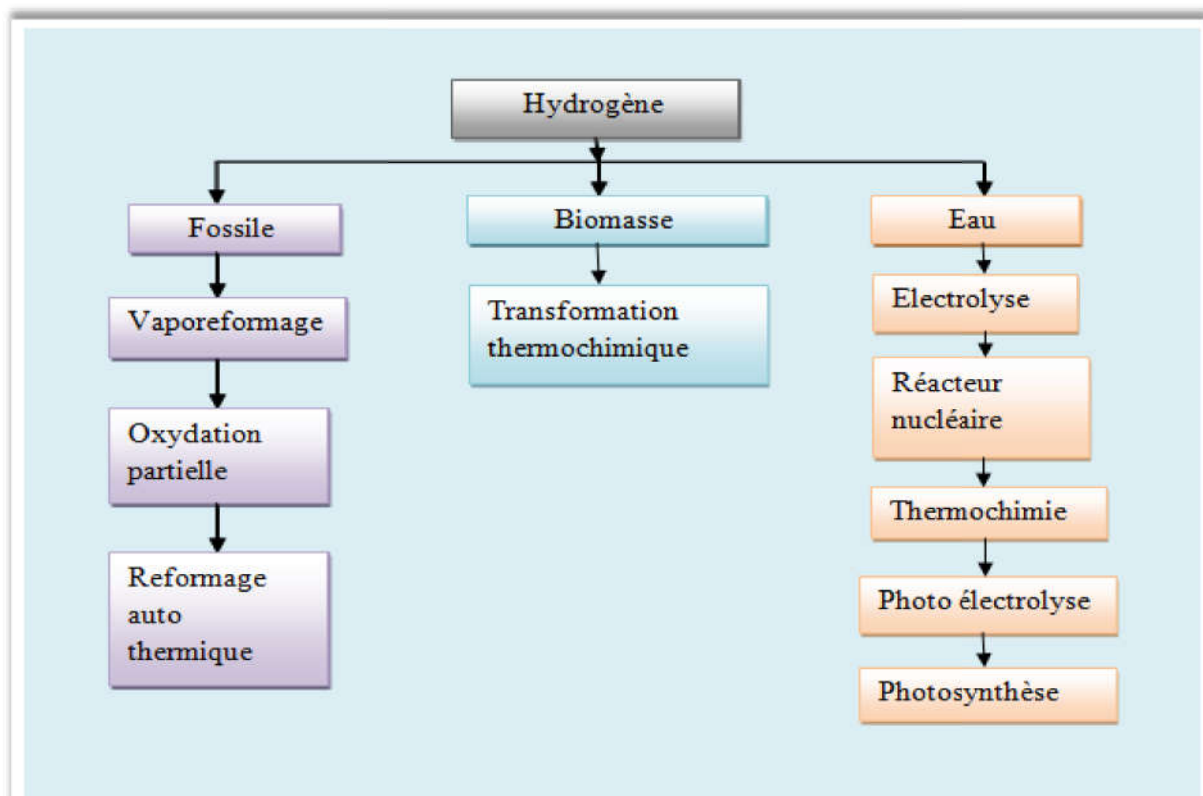 Hydrogène
Fossile
Vaporeformage
Oxydation
partielle
Reformage
auto
thermique
Biomasse
Transformation
thermochimique
Eau
Electrolyse
Réacteur
nucléaire
Thermochimie
Photo électrolyse
Photosynthèse